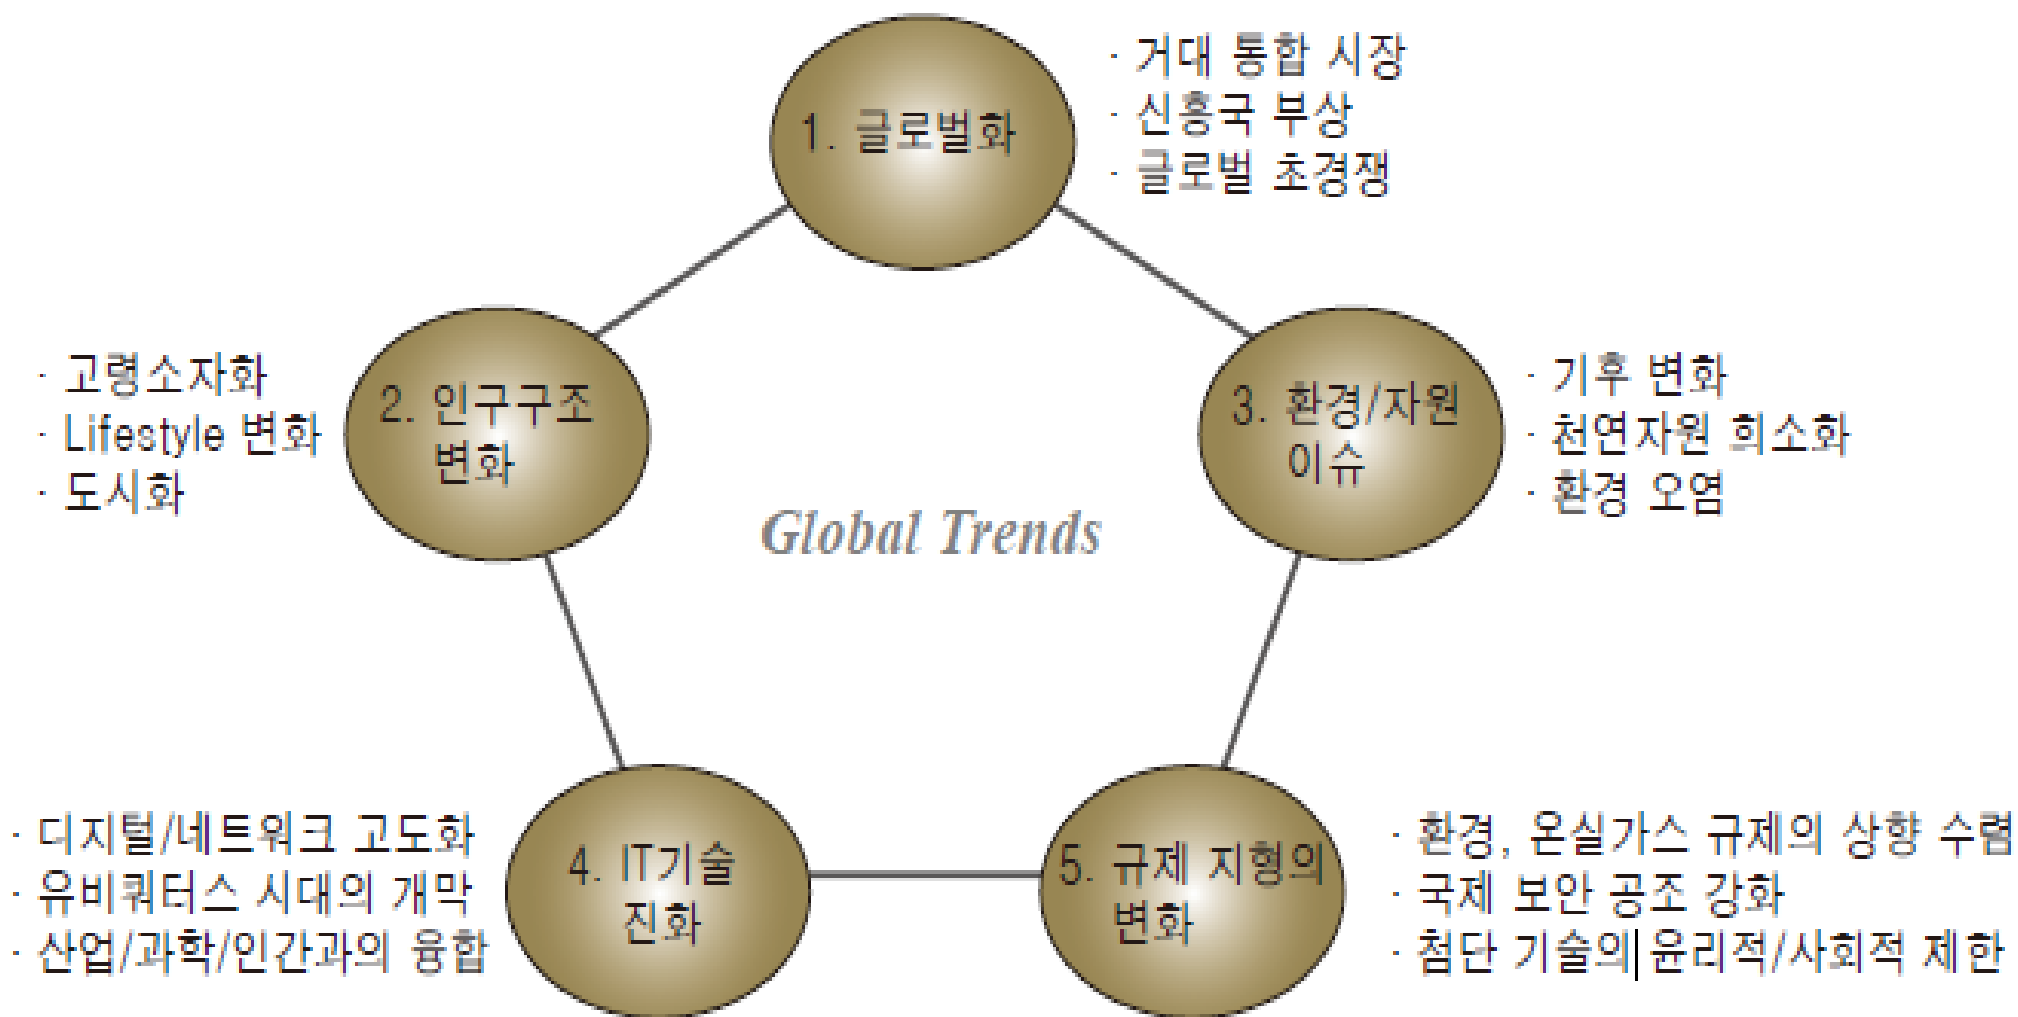 1. 글로벌화
· 거대 통합 시장
· 신흥국 부상
· 글로벌 초경쟁
· 고령소자화
· Lifestyle 변화
· 도시화
2. 인구구조
변화
3. 환경/자원
이슈
· 기후 변화
· 천연자원 희소화
· 환경 오염
Global Trends
· 디지털/네트워크 고도화
· 유비쿼터스 시대의 개막
· 산업/과학/인간과의 융합
4. IT기술
진화
5. 규제 지형의
변화
· 환경, 온실가스 규제의 상향 수렴
· 국제 보안 공조 강화
· 첨단 기술의 윤리적/사회적 제한